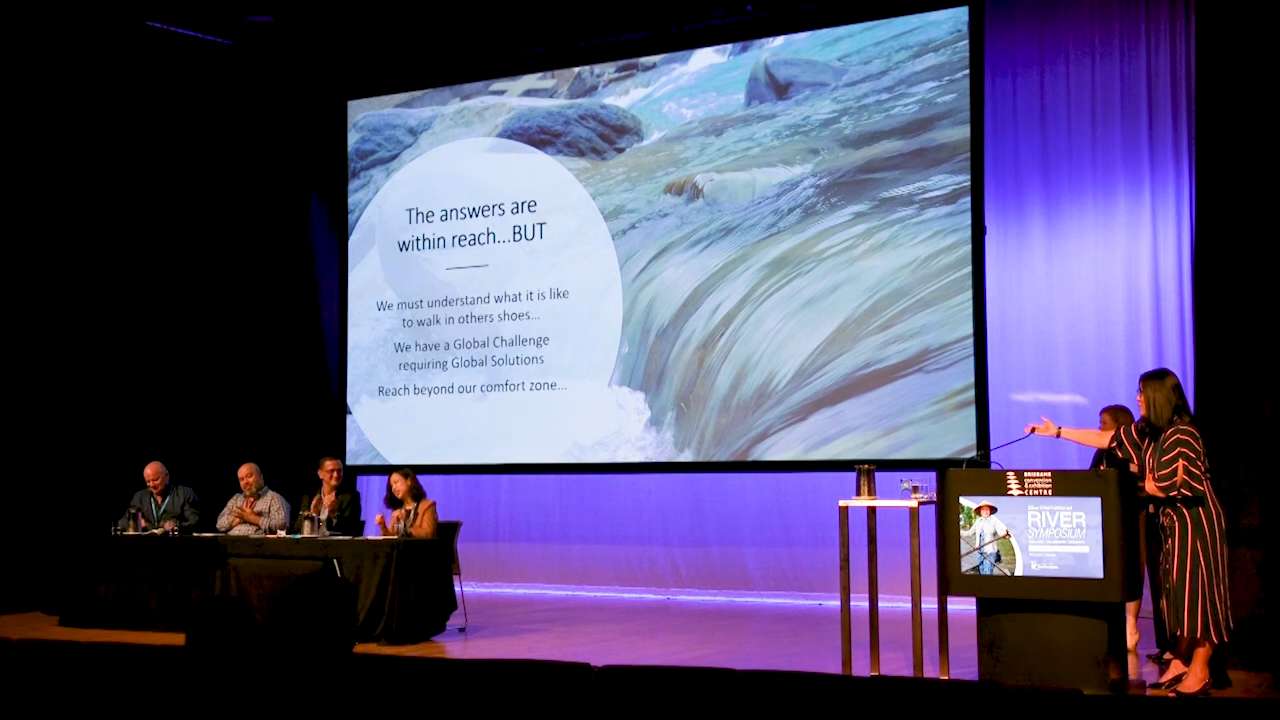 The answers are
within reach...BUT
We must understand what it is like
to walk in others shoes...
We have a Global Challenge
requiring Global Solutions
Reach beyond our comfort zone...
BRISBANE
convention
& exhibition
CENTRE
International
RIVER
SYMPOSIUM